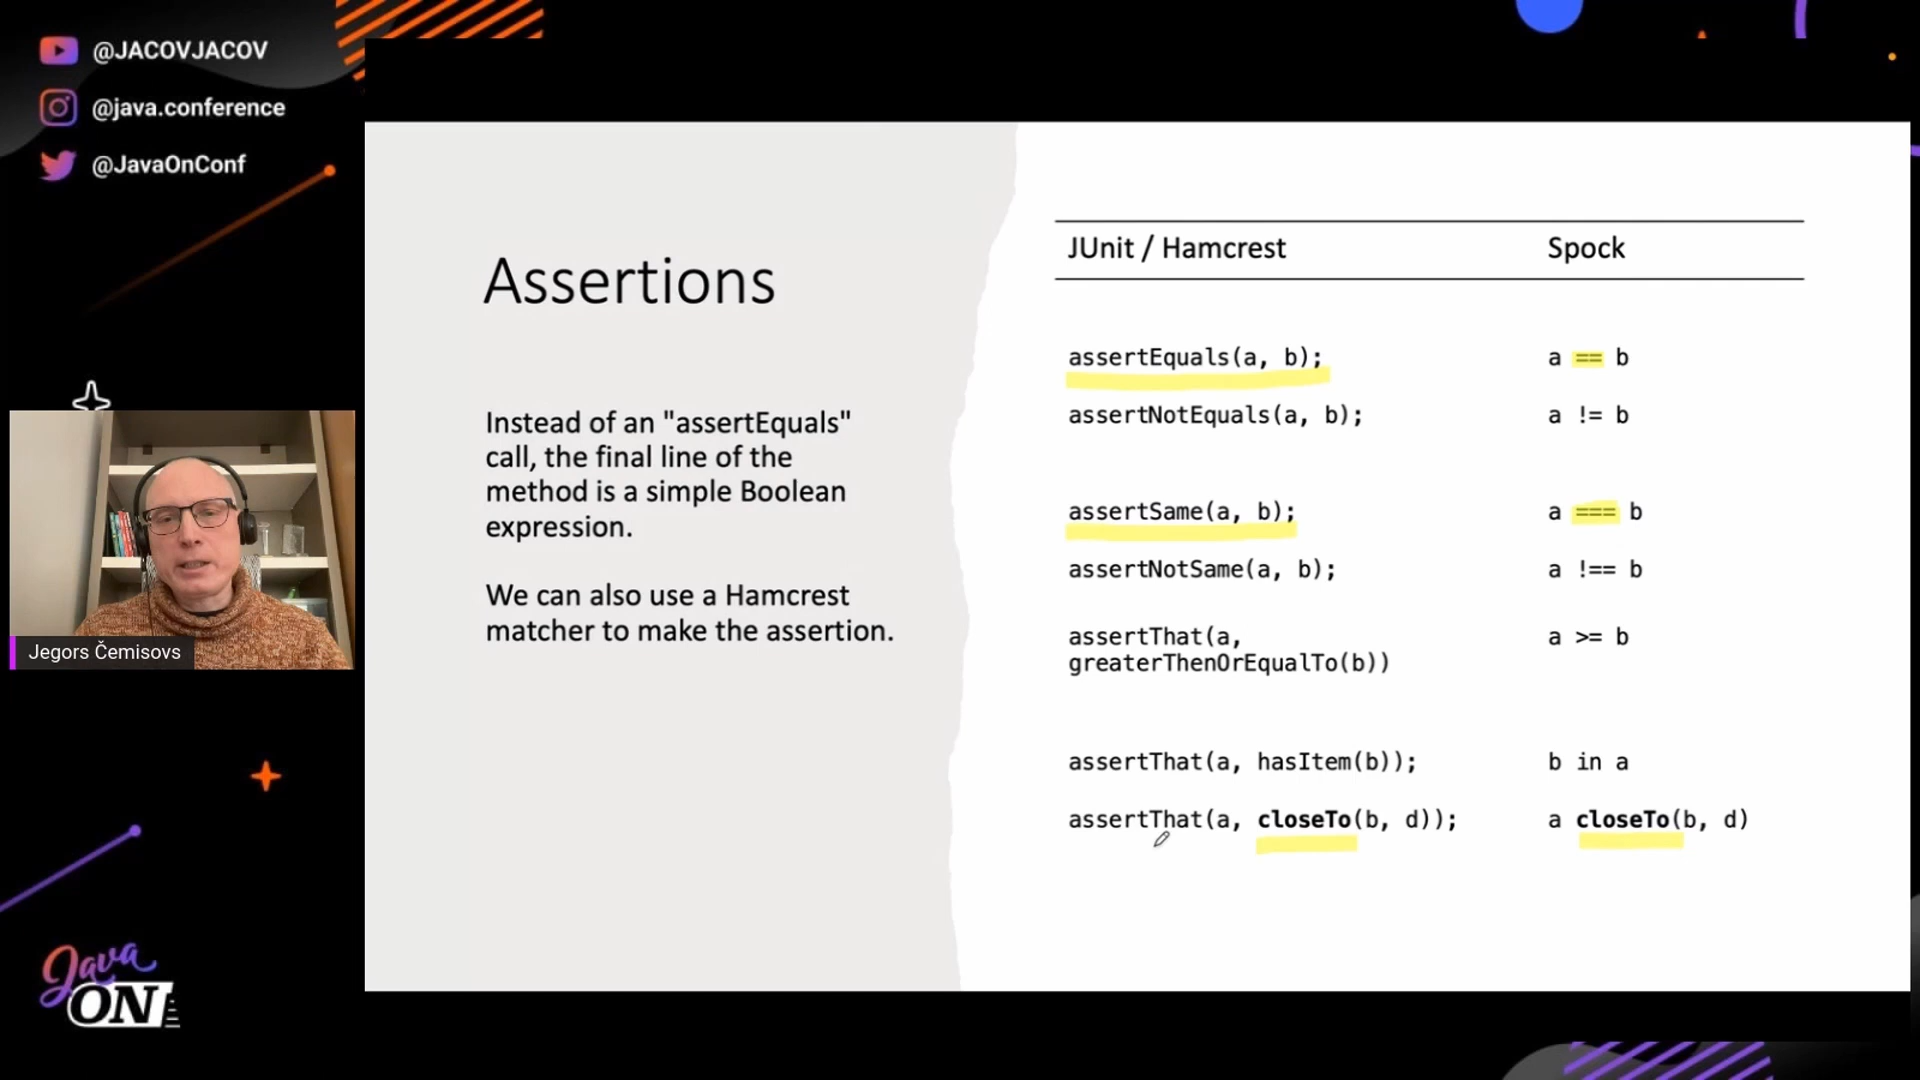 @JACOVJACOV
@java.conference
@JavaOnConf
Jegors Čemisovs
Java
ON
Assertions
Instead of an "assertEquals"
call, the final line of the
method is a simple Boolean
expression.
We can also use a Hamcrest
matcher to make the assertion.
JUnit / Hamcrest Spock
assertEquals(a, b); a == b
assertNotEquals(a, b); a != b
assertSame(a, b); a === b
assertNotSame(a, b); a !== b
assertThat(a, a >= b
greaterThenOrEqualTo(b))
assertThat(a, hasItem(b)); b in a
assertThat(a, closeTo(b, d)); a closeTo(b, d)